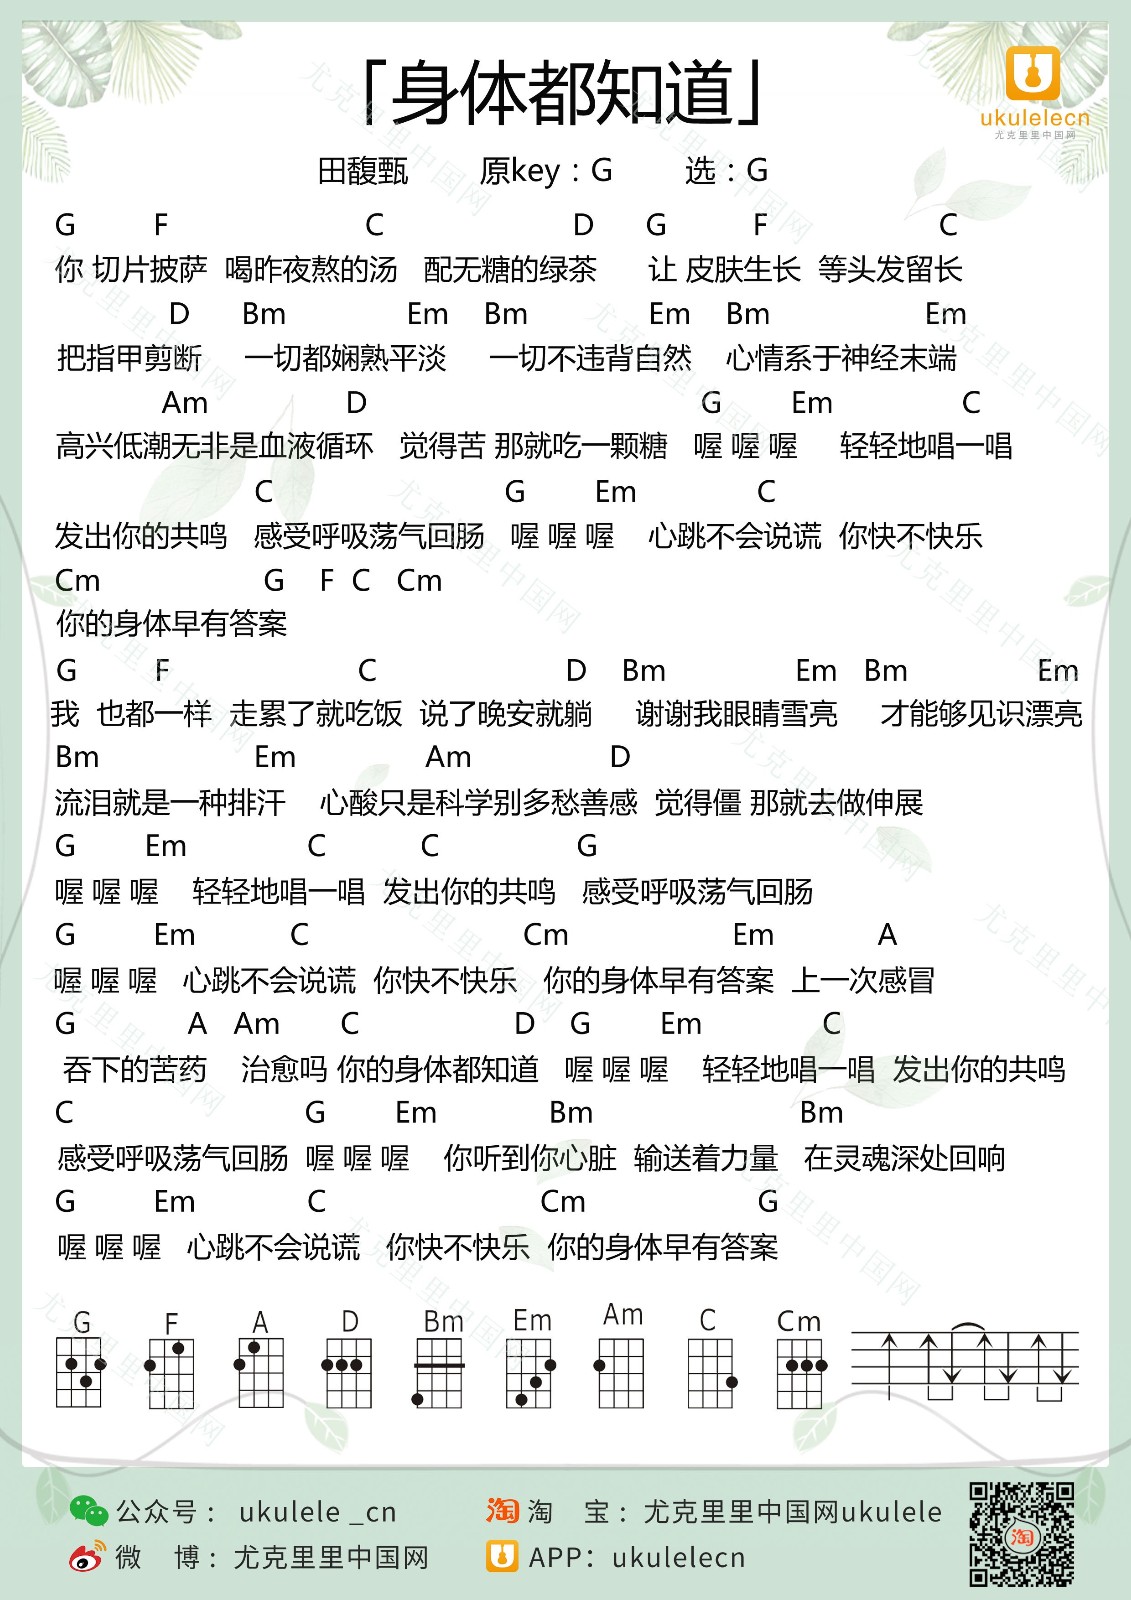 「身体都知道」
ukulelecn
尤克里里中国网
田馥甄 原key：G 选：G
G F C D G F C
你 切片披萨 喝昨夜熬的汤 配无糖的绿茶 让 皮肤生长 等头发留长
D Bm Em Bm Em Bm Em
把指甲剪断 一切都娴熟平淡 一切不违背自然 心情系于神经末端
Am D G Em C
高兴低潮无非是血液循环 觉得苦 那就吃一颗糖 喔 喔 喔 轻轻地唱一唱
C G Em C
发出你的共鸣 感受呼吸荡气回肠 喔 喔 喔 心跳不会说谎 你快不快乐
Cm G F C Cm
你的身体早有答案
G F C D Bm Em Bm Em
我 也都一样 走累了就吃饭 说了晚安就躺 谢谢我眼睛雪亮 才能够见识漂亮
Bm Em Am D
流泪就是一种排汗 心酸只是科学别多愁善感 觉得僵 那就去做伸展
G Em C C G
喔 喔 喔 轻轻地唱一唱 发出你的共鸣 感受呼吸荡气回肠
G Em C Cm Em A
喔 喔 喔 心跳不会说谎 你快不快乐 你的身体早有答案 上一次感冒
G A Am C D G Em C
吞下的苦药 治愈吗 你的身体都知道 喔 喔 喔 轻轻地唱一唱 发出你的共鸣
C G Em Bm Bm
感受呼吸荡气回肠 喔 喔 喔 你听到你心脏 输送着力量 在灵魂深处回响
G Em C Cm G
喔 喔 喔 心跳不会说谎 你快不快乐 你的身体早有答案
G F A D Bm Em Am C Cm
公众号： ukulele _cn
淘 淘 宝：尤克里里中国网ukulele
微 博：尤克里里中国网
APP：ukulelecn
淘